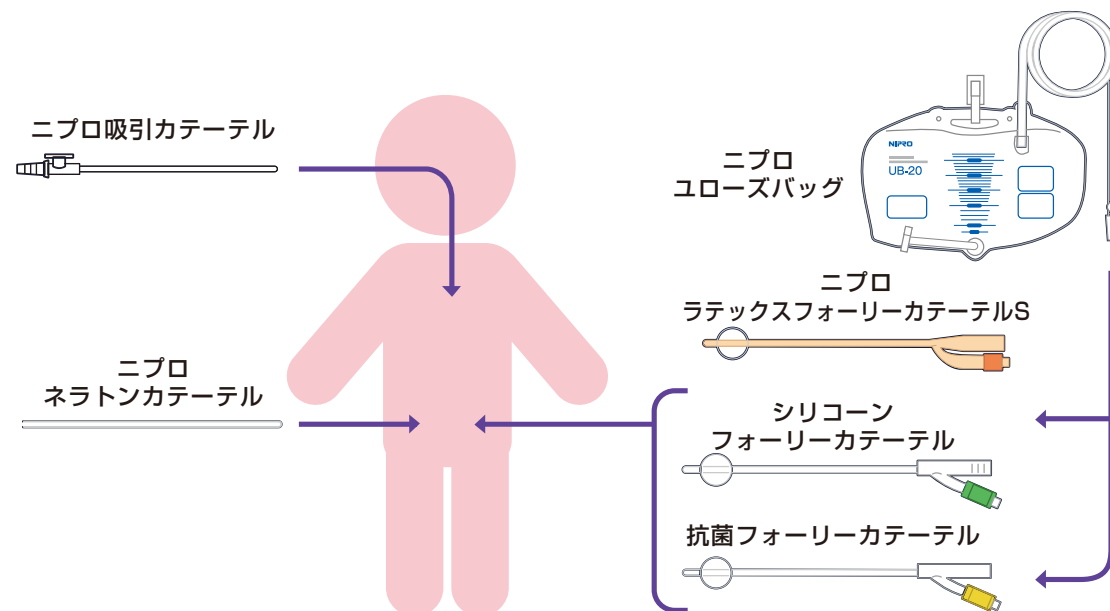 ニプロ吸引カテーテル
ニプロ
ネラトンカテーテル
ニプロ
ユローズバッグ
NIPRO
UB-20
ニプロ
ラテックスフォーリーカテーテルS
シリコーン
フォーリーカテーテル
抗菌フォーリーカテーテル